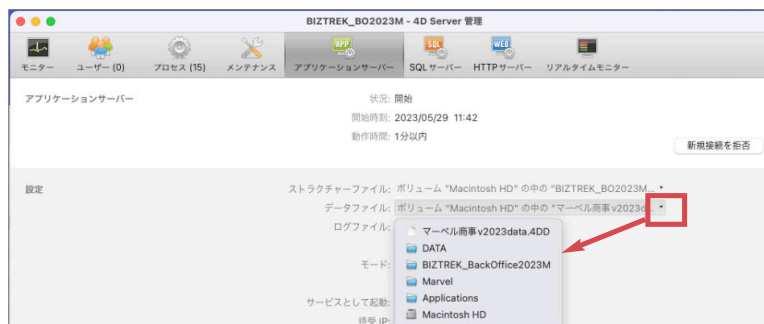 BIZTREK_BO2023M - 4D Server 管理
APP SQL WEB
モニター ユーザー (0) プロセス (15) メンテナンス アプリケーションサーバー SQL サーバー HTTP サーバー リアルタイムモニター
アプリケーションサーバー 状況: 開始
開始時刻: 2023/05/29 11:42
動作時間: 1分以内
新規接続を拒否
設定 ストラクチャーファイル: ボリューム "Macintosh HD" の中の "BIZTREK_BO2023M...
データファイル: ボリューム "Macintosh HD" の中の "マーベル商事v2023d...
ログファイル:
マーベル商事v2023data.4DD
DATA
モード: BIZTREK_BackOffice2023M
Marvel
サービスとして起動: Applications
待受 IP: Macintosh HD